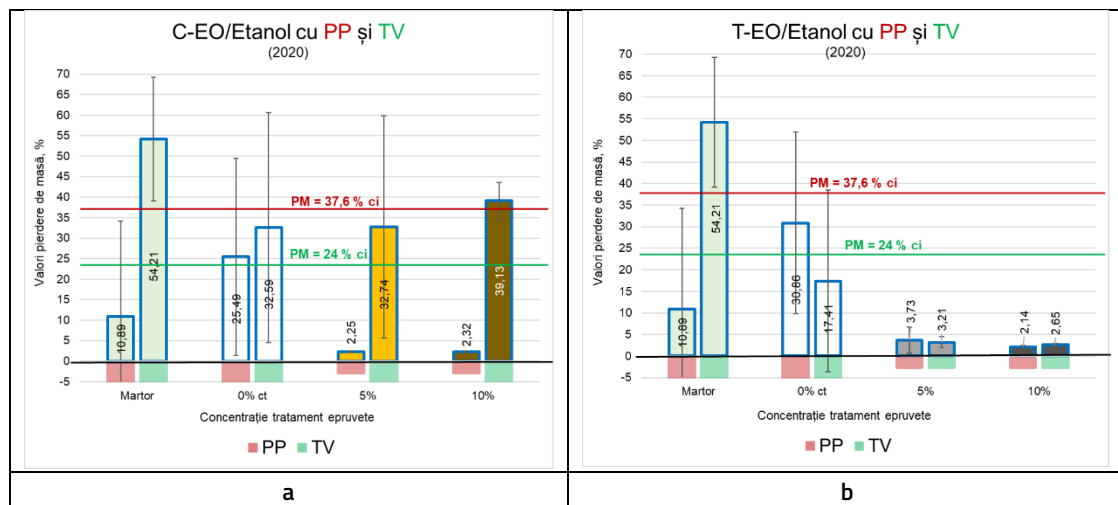 C-EO/Etanol cu PP și TV
(2020)
Valori pierdere de masă, %
70
65
60
55
50
45
40
35
30
25
20
15
10
5
0
-5
PM = 37,6 % ci
PM = 24 % ci
10,89
54,21
25,49
32,59
2,25
32,74
2,32
39,13
Martor
0% ct
5%
10%
Concentrație tratament epruvete
PP
TV
a
T-EO/Etanol cu PP și TV
(2020)
Valori pierdere de masă, %
70
65
60
55
50
45
40
35
30
25
20
15
10
5
0
-5
PM = 37,6 % ci
PM = 24 % ci
10,89
54,21
30,86
17,41
3,73
3,21
2,14
2,65
Martor
0% ct
5%
10%
Concentrație tratament epruvete
PP
TV
b